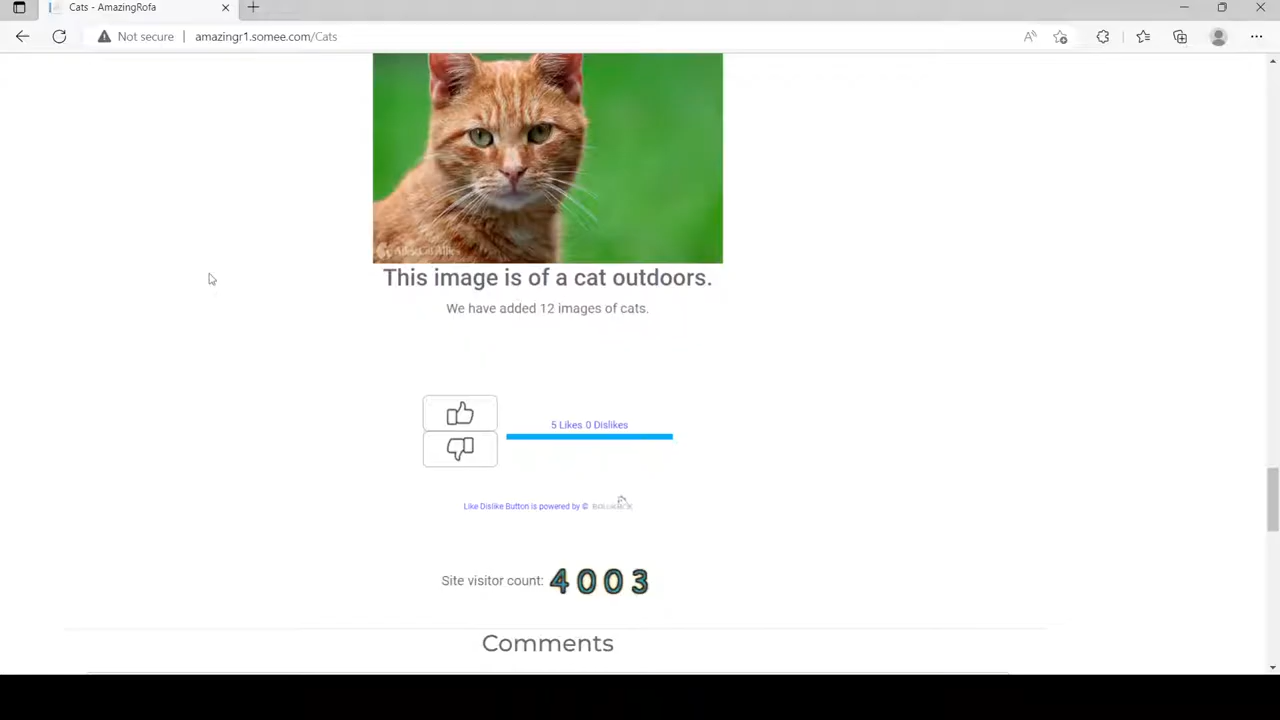 Cats - AmazingRofa
Not secure
amazingr1.somee.com/Cats
This image is of a cat outdoors.
We have added 12 images of cats.
5 Likes 0 Dislikes
Like Dislike Button is powered by ©
Site visitor count: 4003
Comments